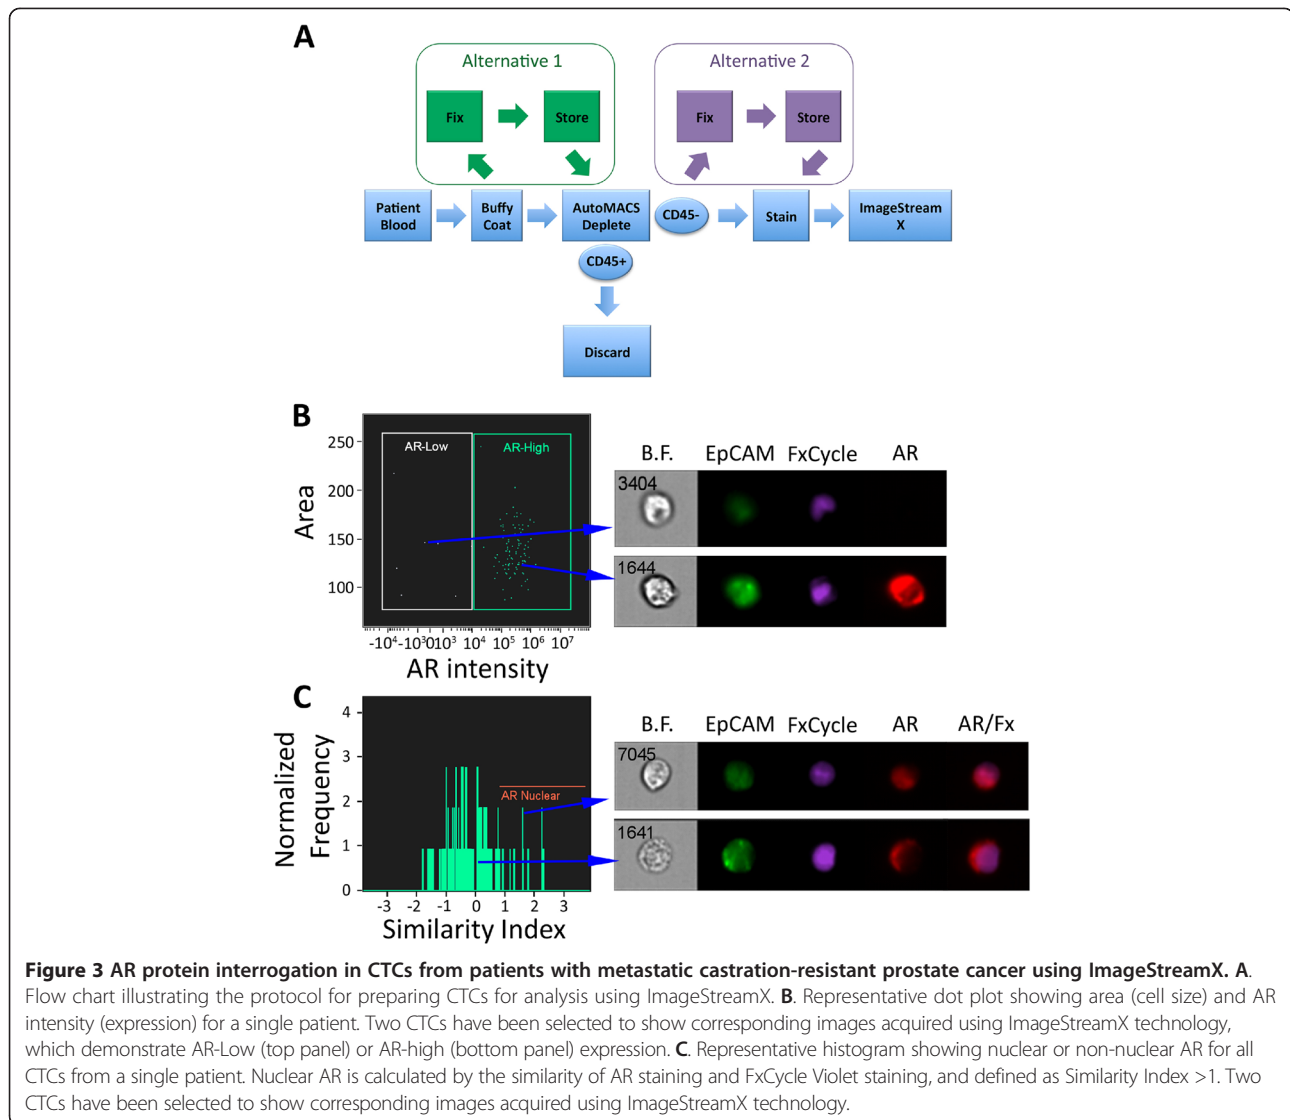 A
Alternative 1
Alternative 2
Fix
Store
Fix
Store
Patient
Blood
Buffy
Coat
AutoMACS
Deplete
CD45-
Stain
ImageStream
X
CD45+
Discard
B
Area
250
200
150
100
AR-Low
AR-High
-10⁴
-10³
0
10³
10⁴
10⁵
10⁶
10⁷
AR intensity
B.F.
EpCAM
FxCycle
AR
3404
1644
C
Normalized
Frequency
4
3
2
1
0
AR Nuclear
-3
-2
-1
0
1
2
3
Similarity Index
B.F.
EpCAM
FxCycle
AR
AR/Fx
7045
1641
Figure 3 AR protein interrogation in CTCs from patients with metastatic castration-resistant prostate cancer using ImageStreamX. A.
Flow chart illustrating the protocol for preparing CTCs for analysis using ImageStreamX. B. Representative dot plot showing area (cell size) and AR
intensity (expression) for a single patient. Two CTCs have been selected to show corresponding images acquired using ImageStreamX technology,
which demonstrate AR-Low (top panel) or AR-high (bottom panel) expression. C. Representative histogram showing nuclear or non-nuclear AR for all
CTCs from a single patient. Nuclear AR is calculated by the similarity of AR staining and FxCycle Violet staining, and defined as Similarity Index >1. Two
CTCs have been selected to show corresponding images acquired using ImageStreamX technology.